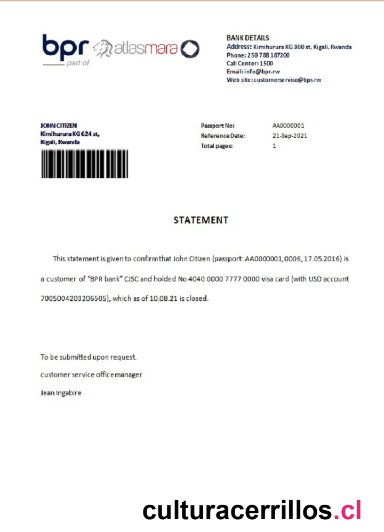 bpr atlasmara
part of
BANK DETAILS
Address: Kimihurura KG 300 st, Kigali, Rwanda
Phone: 250 788 187200
Call Center: 1500
Email: info@bpr.rw
Web site: customerservice@bpr.rw
JOHN CITIZEN
Kimihurura KG 624 st,
Kigali, Rwanda
Passport No: AA0000001
Reference Date: 21-Sep-2021
Total pages: 1
STATEMENT
This statement is given to confirm that John Citizen (passport: AA0000001, 0006, 17.05.2016) is
a customer of "BPR bank" CJSC and holded No 4040 0000 7777 0000 visa card (with USD account
7005004203206505), which as of 10.08.21 is closed.
To be submitted upon request.
customer service office manager
Jean Ingabire
culturacerrillos.cl